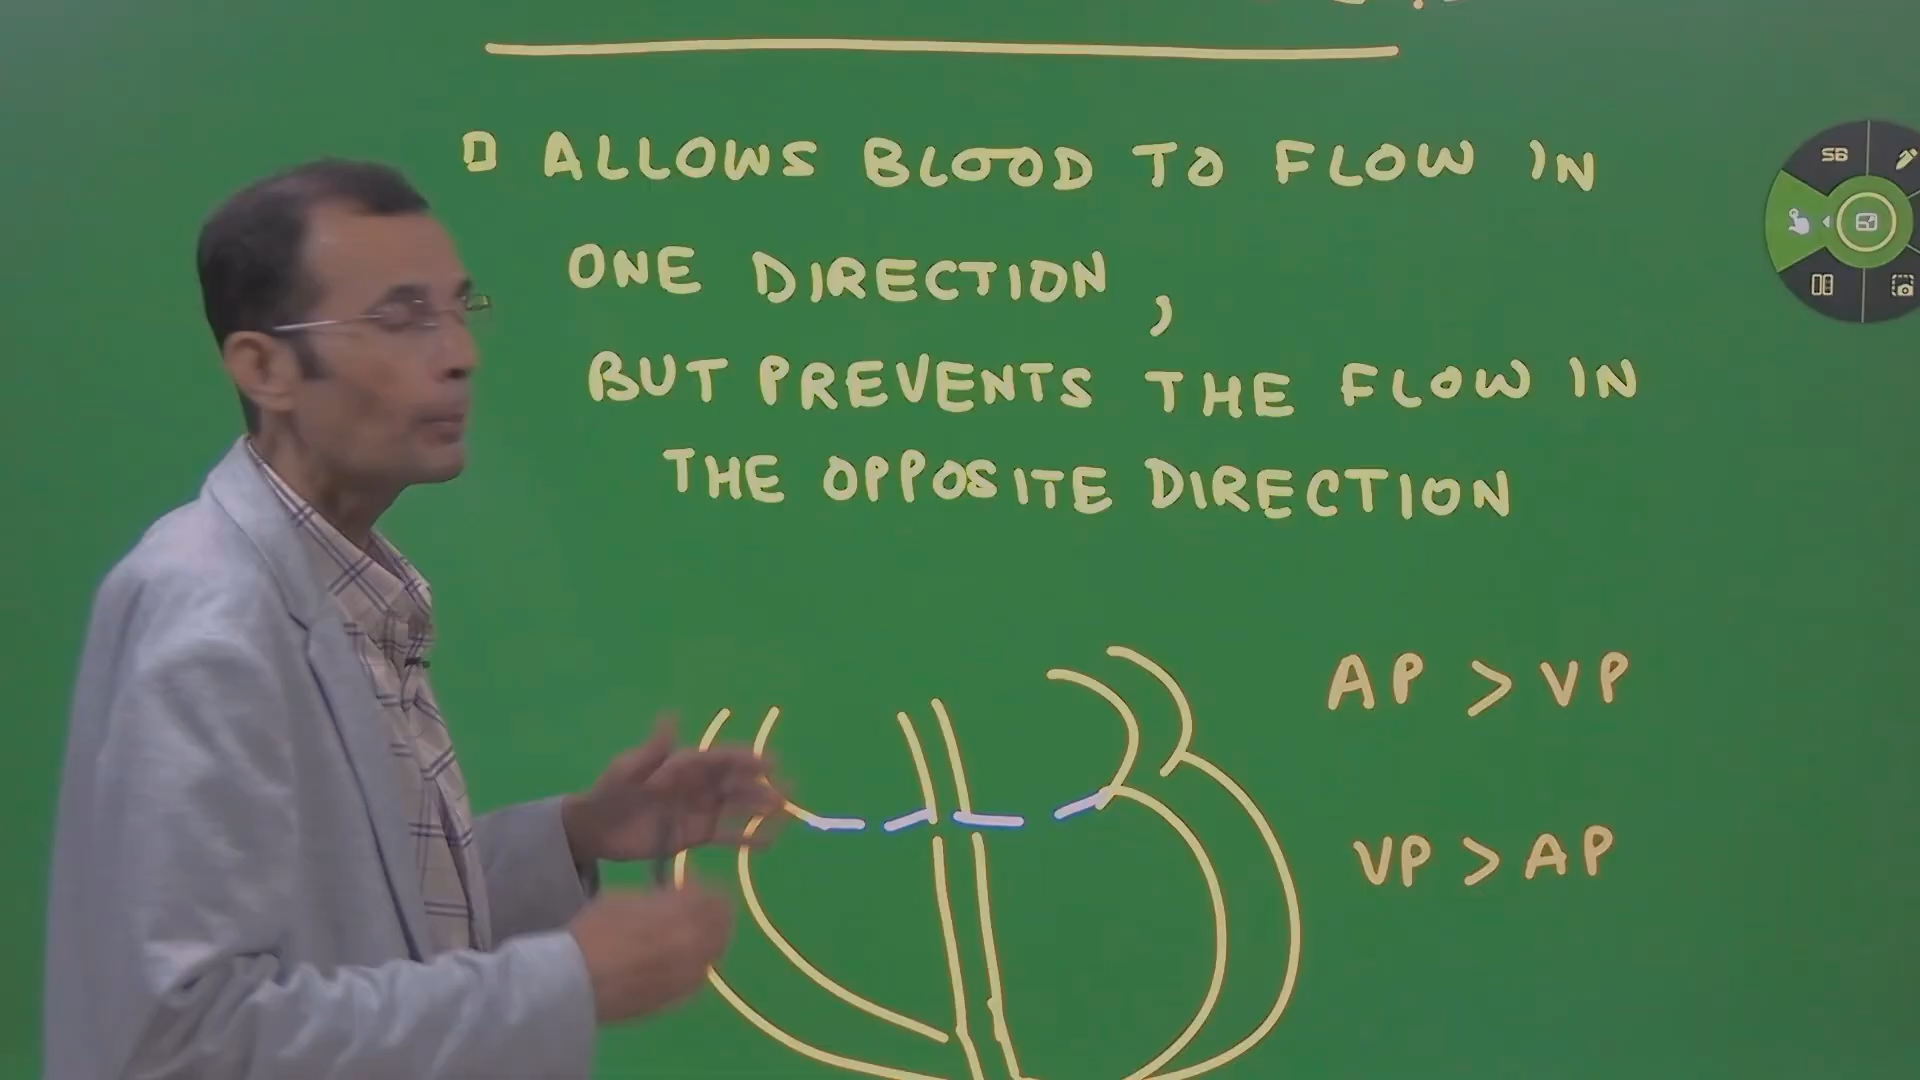 ALLOWS BLOOD TO FLOW IN
ONE DIRECTION,
BUT PREVENTS THE FLOW IN
THE OPPOSITE DIRECTION
AP > VP
VP > AP